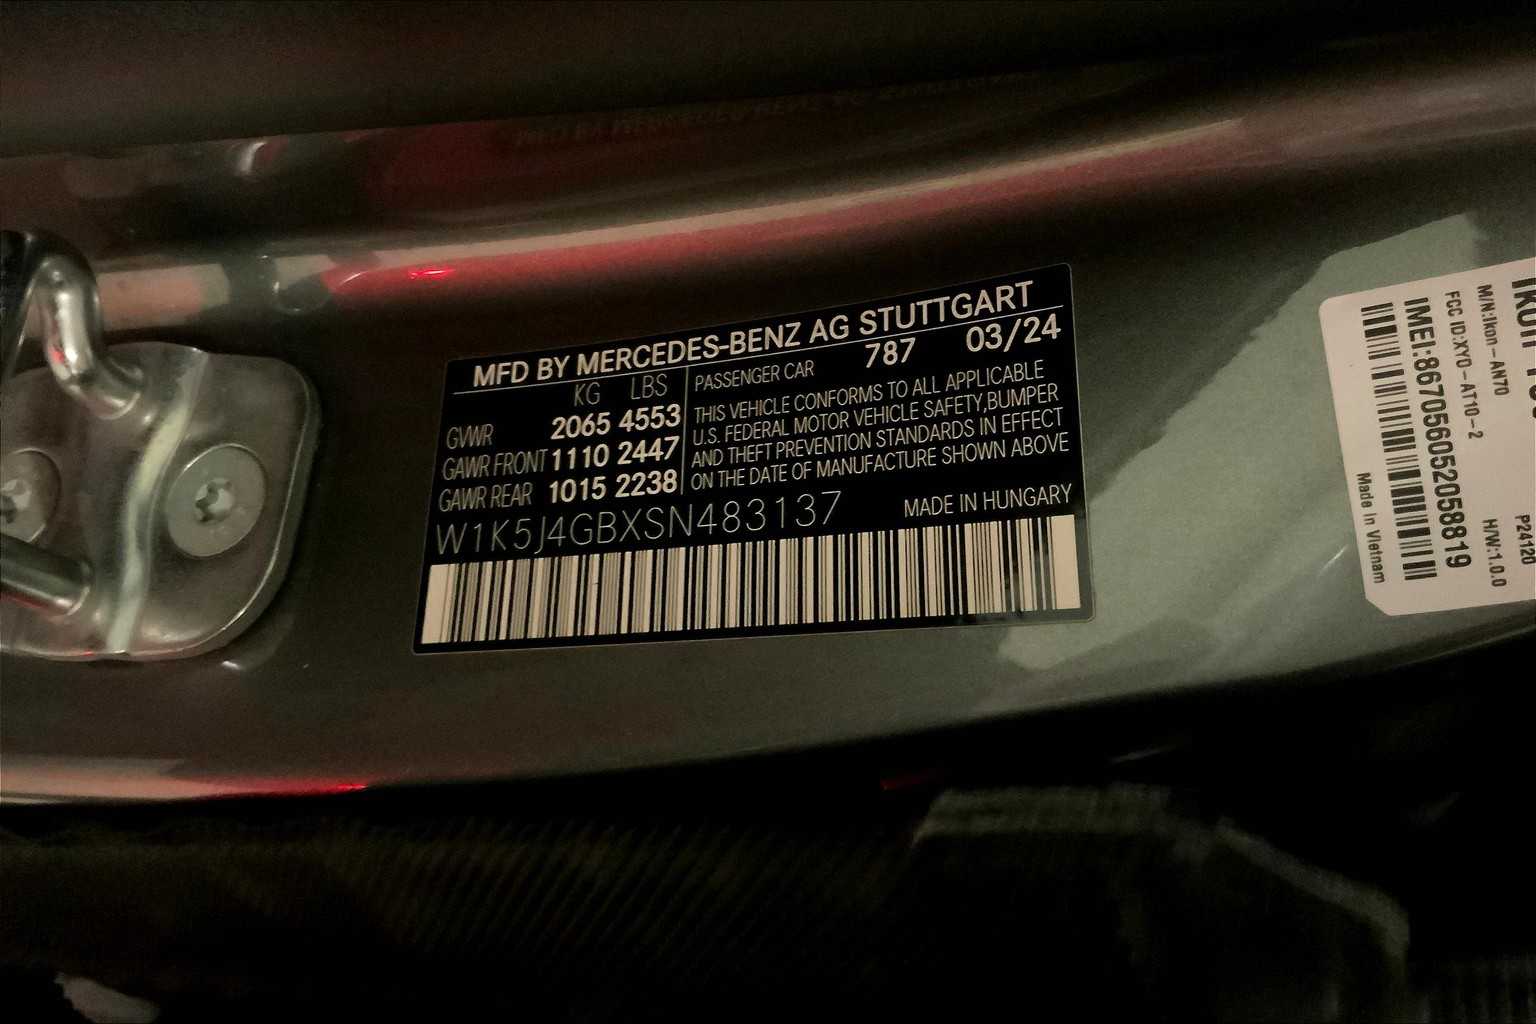 MFD BY MERCEDES-BENZ AG STUTTGART
KG LBS
GVWR 2065 4553
GAWR FRONT 1110 2447
GAWR REAR 1015 2238
PASSENGER CAR 787 03/24
THIS VEHICLE CONFORMS TO ALL APPLICABLE
U.S. FEDERAL MOTOR VEHICLE SAFETY,BUMPER
AND THEFT PREVENTION STANDARDS IN EFFECT
ON THE DATE OF MANUFACTURE SHOWN ABOVE
W1K5J4GBXSN483137
MADE IN HUNGARY
M/N:Ikon-AN70
H/W:1.0.0
FCC ID:XYO-AT10-2
IMEI:867056052058819
Made in Vietnam
P24120